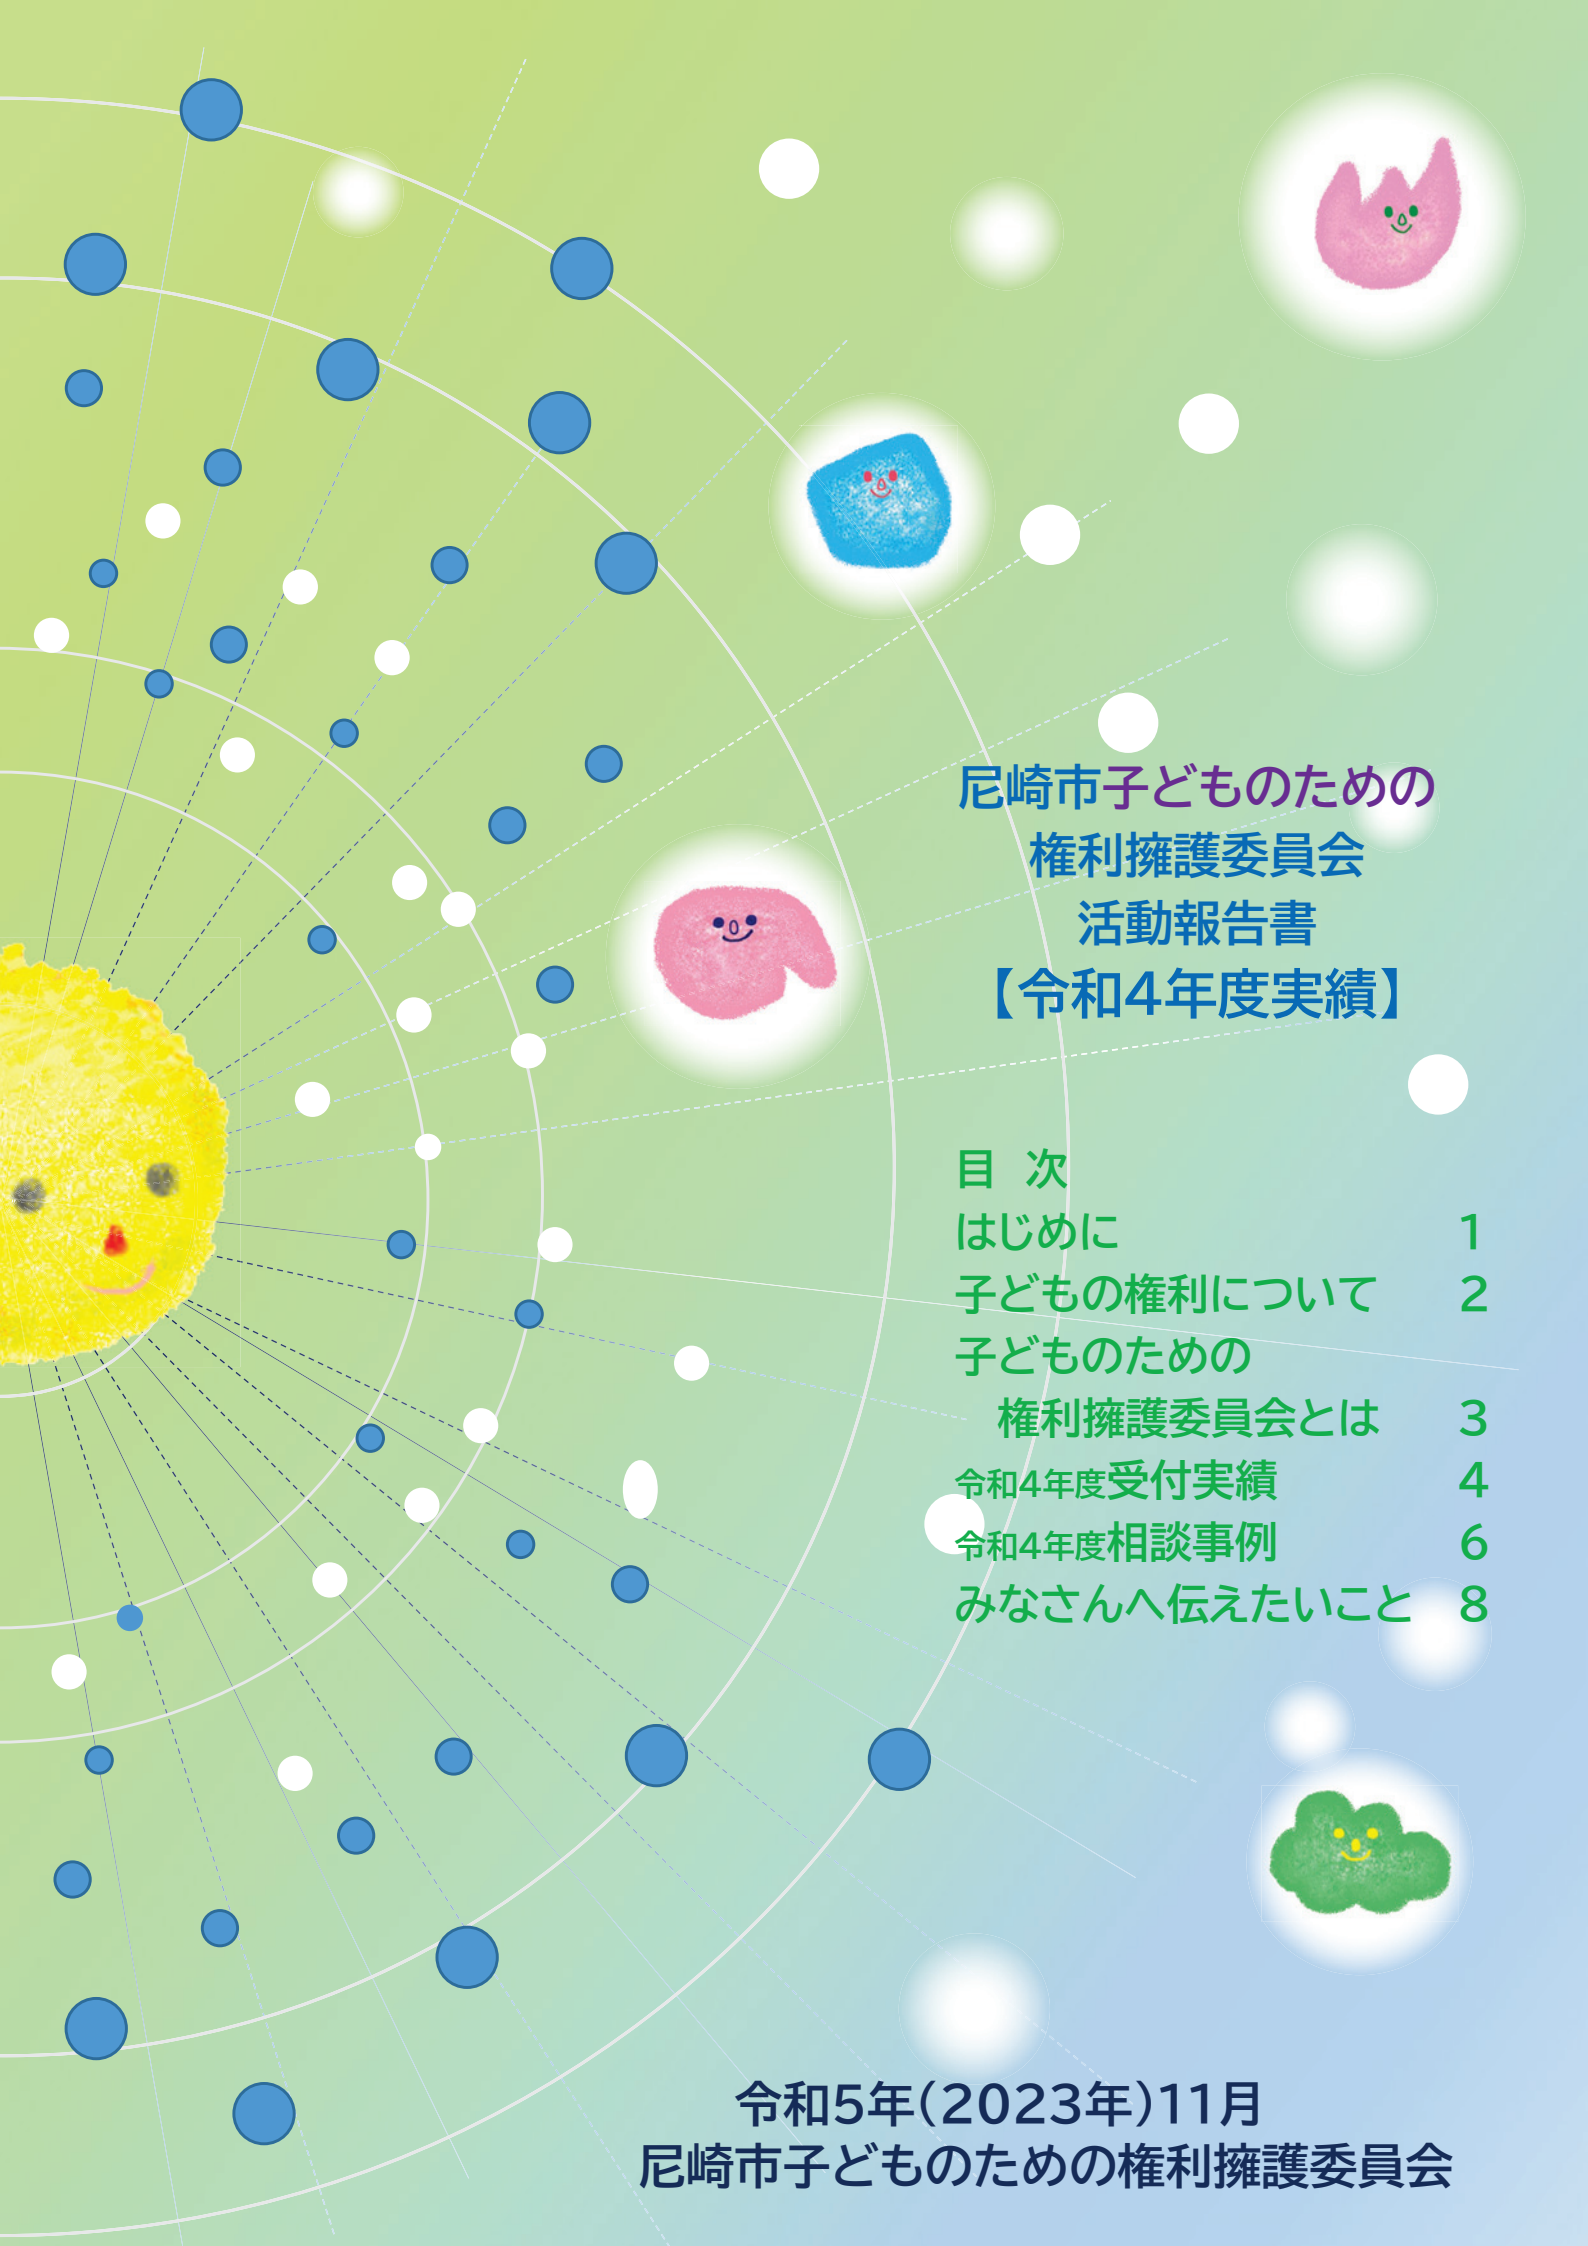 尼崎市子どものための
権利擁護委員会
活動報告書
【令和4年度実績】
目 次
はじめに 1
子どもの権利について 2
子どものための
権利擁護委員会とは 3
令和4年度受付実績 4
令和4年度相談事例 6
みなさんへ伝えたいこと 8
令和5年(2023年)11月
尼崎市子どものための権利擁護委員会